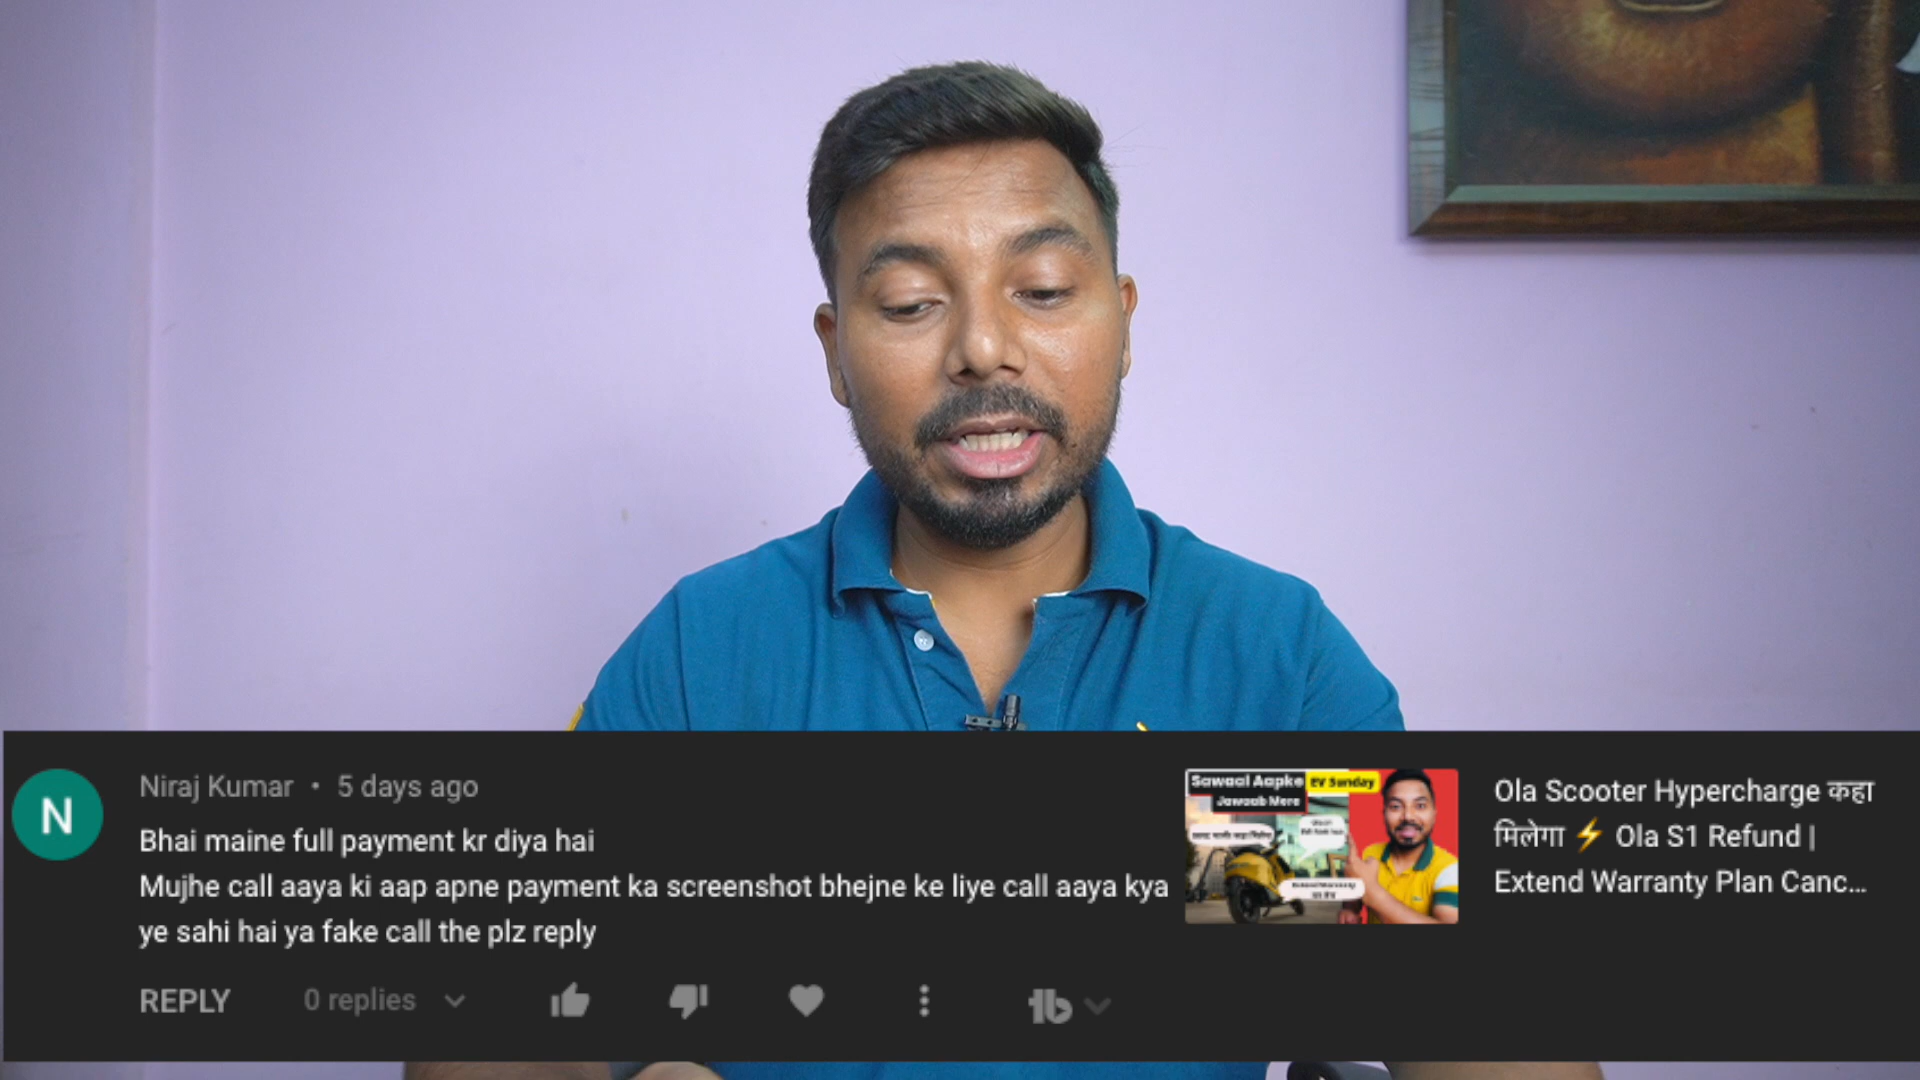 N
Niraj Kumar • 5 days ago
Bhai maine full payment kr diya hai
Mujhe call aaya ki aap apne payment ka screenshot bhejne ke liye call aaya kya
ye sahi hai ya fake call the plz reply
REPLY 0 replies
Sawaal Aapke EV Sunday
Jawaab Mere
Ola Scooter Hypercharge कहा
मिलेगा ⚡ Ola S1 Refund |
Extend Warranty Plan Canc...